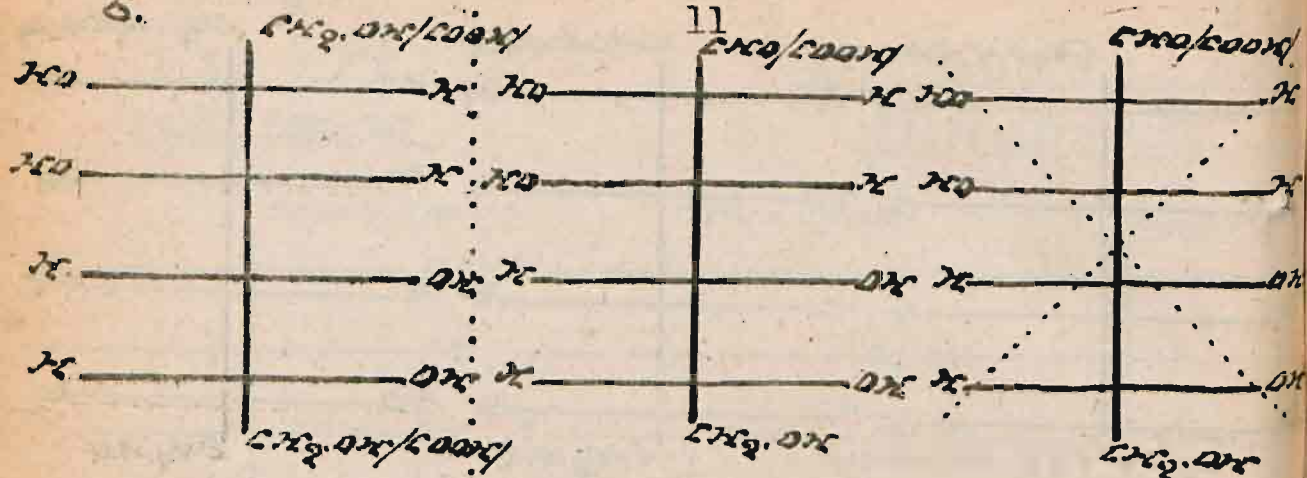 8. 11
CH₂.OH/COOH/ CHO/COOH/ CHO/COOH/
HO H HO H HO H
HO H HO H HO H
H OH H OH H OH
H OH H OH H OH
CH₂.OH/COOH/ CH₂.OH CH₂.OH